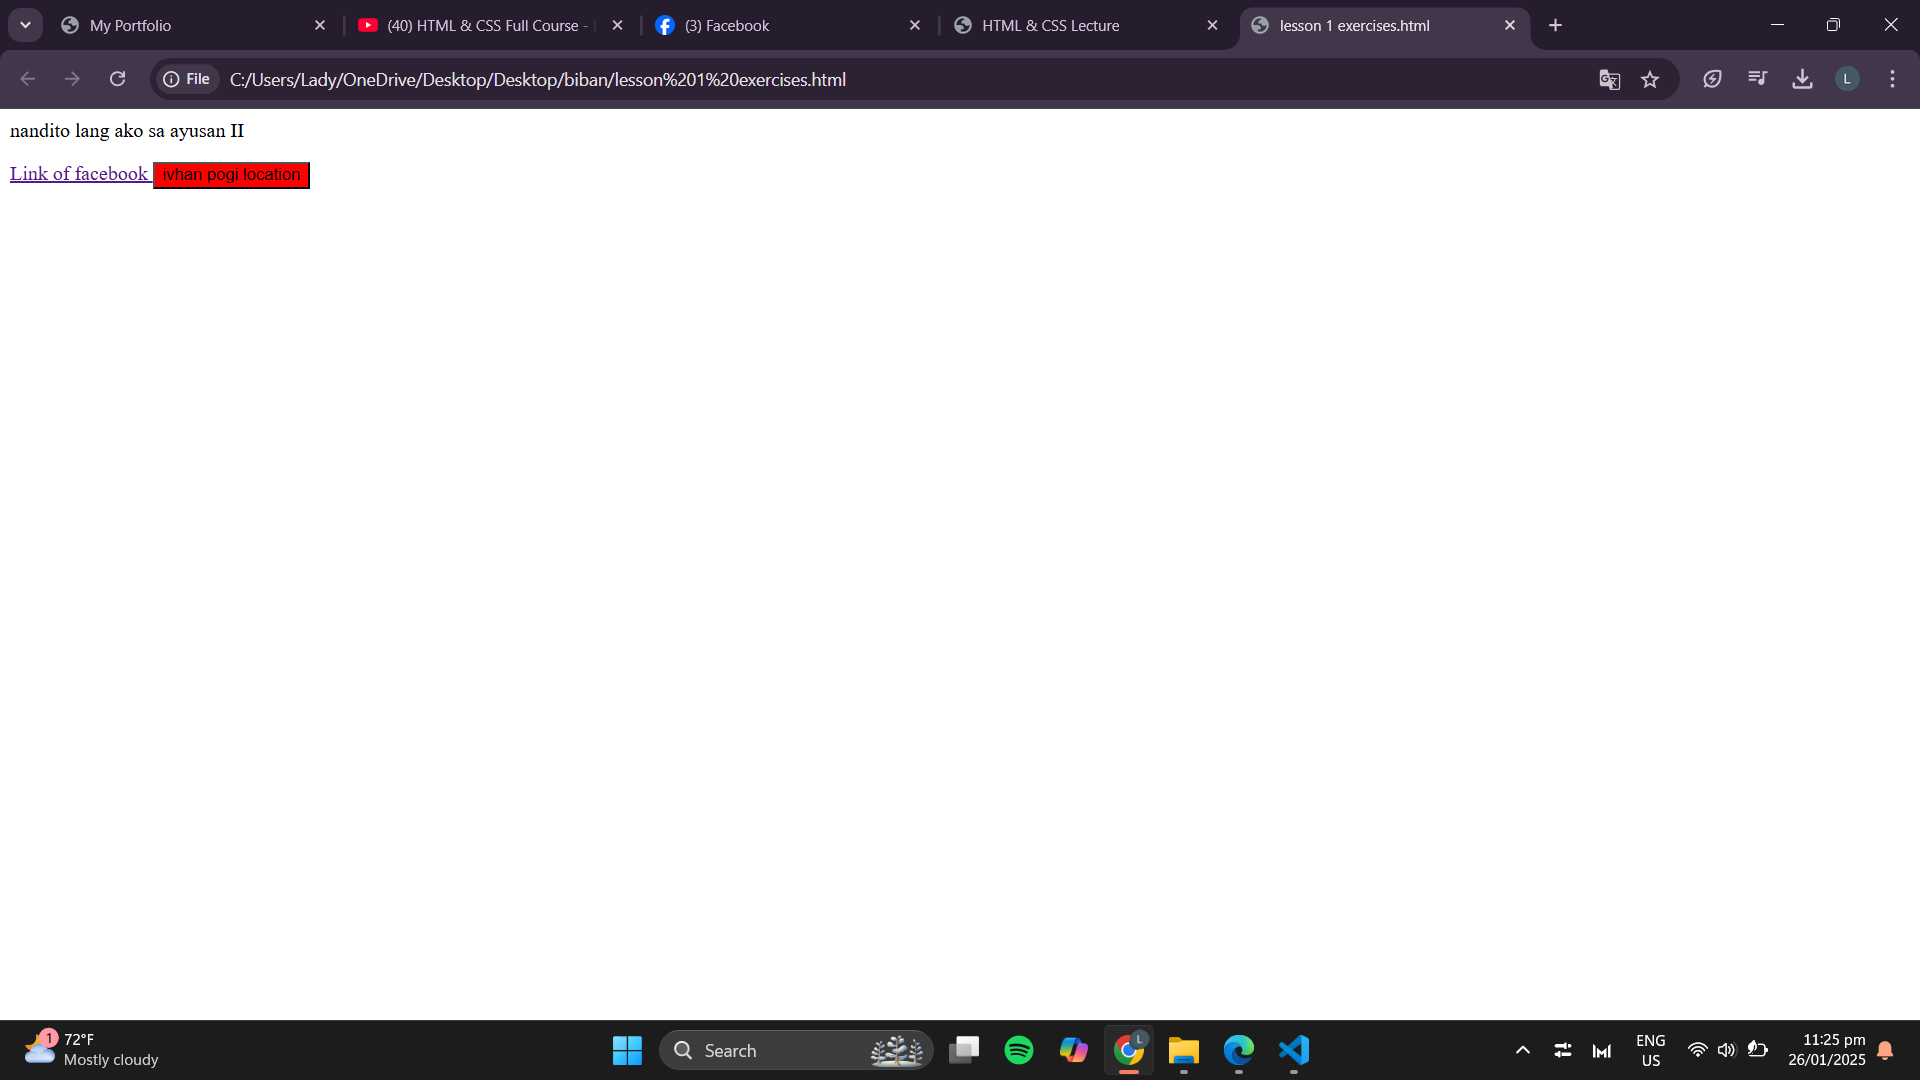 My Portfolio
(40) HTML & CSS Full Course -
(3) Facebook
HTML & CSS Lecture
lesson 1 exercises.html
File
C:/Users/Lady/OneDrive/Desktop/Desktop/biban/lesson%201%20exercises.html
L
nandito lang ako sa ayusan II
Link of facebook
ivhan pogi location
1
72°F
Mostly cloudy
Search
L
ENG
US
11:25 pm
26/01/2025